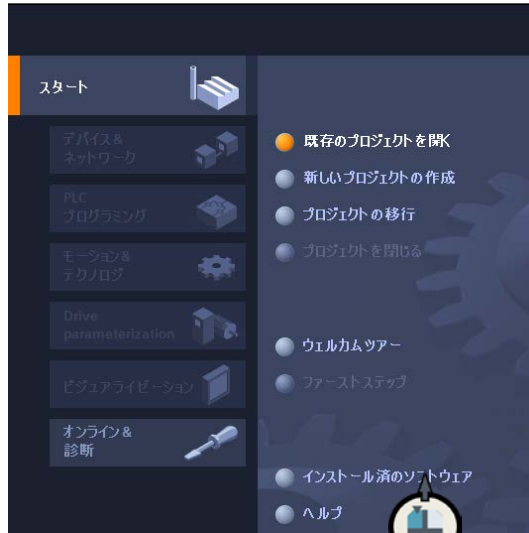 スタート
デバイス &
ネットワーク
PLC
プログラミング
モーション &
テクノロジ
Drive
parameterization
ビジュアライゼーション
オンライン &
診断
既存のプロジェクトを開く
新しいプロジェクトの作成
プロジェクトの移行
プロジェクトを閉じる
ウェルカムツアー
ファーストステップ
インストール済のソフトウェア
ヘルプ